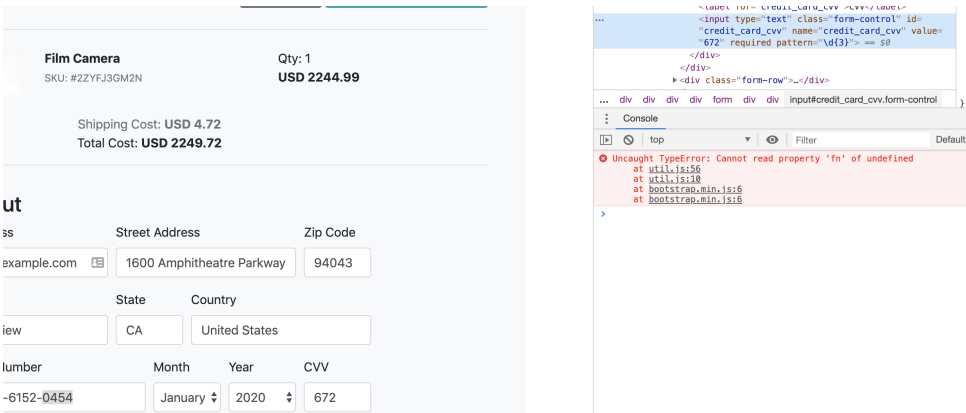 Film Camera
Qty: 1
SKU: #2ZYFJ3GM2N
USD 2244.99
Shipping Cost: USD 4.72
Total Cost: USD 2249.72
ut
ss
Street Address
Zip Code
example.com
1600 Amphitheatre Parkway
94043
State
Country
iew
CA
United States
Number
Month
Year
CVV
-6152-0454
January
2020
672
<label for="credit_card_cvv">CVV</label>
... <input type="text" class="form-control" id=
"credit_card_cvv" name="credit_card_cvv" value=
"672" required pattern="\d{3}"> == $0
</div>
</div>
▶<div class="form-row">…</div>
... div div div div form div div input#credit_card_cvv.form-control
}
Console
top
Filter
Default
Uncaught TypeError: Cannot read property 'fn' of undefined
at util.js:56
at util.js:10
at bootstrap.min.js:6
at bootstrap.min.js:6
>